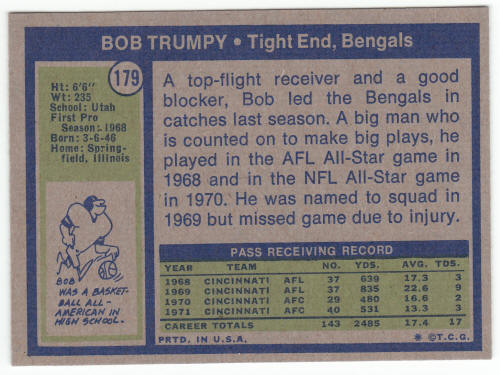 BOB TRUMPY • Tight End, Bengals
179
Ht: 6'6"
Wt: 235
School: Utah
First Pro
Season: 1968
Born: 3-6-46
Home: Spring-
field, Illinois
A top-flight receiver and a good
blocker, Bob led the Bengals in
catches last season. A big man who
is counted on to make big plays, he
played in the AFL All-Star game in
1968 and in the NFL All-Star game
in 1970. He was named to squad in
1969 but missed game due to injury.
BOB
WAS A BASKET-
BALL ALL-
AMERICAN IN
HIGH SCHOOL.
PASS RECEIVING RECORD
YEAR TEAM NO. YDS. AVG. TDS.
1968 CINCINNATI AFL 37 639 17.3 3
1969 CINCINNATI AFL 37 835 22.6 9
1970 CINCINNATI AFC 29 480 16.6 2
1971 CINCINNATI AFC 40 531 13.3 3
CAREER TOTALS 143 2485 17.4 17
PRTD. IN U.S.A. * © T.C.G.